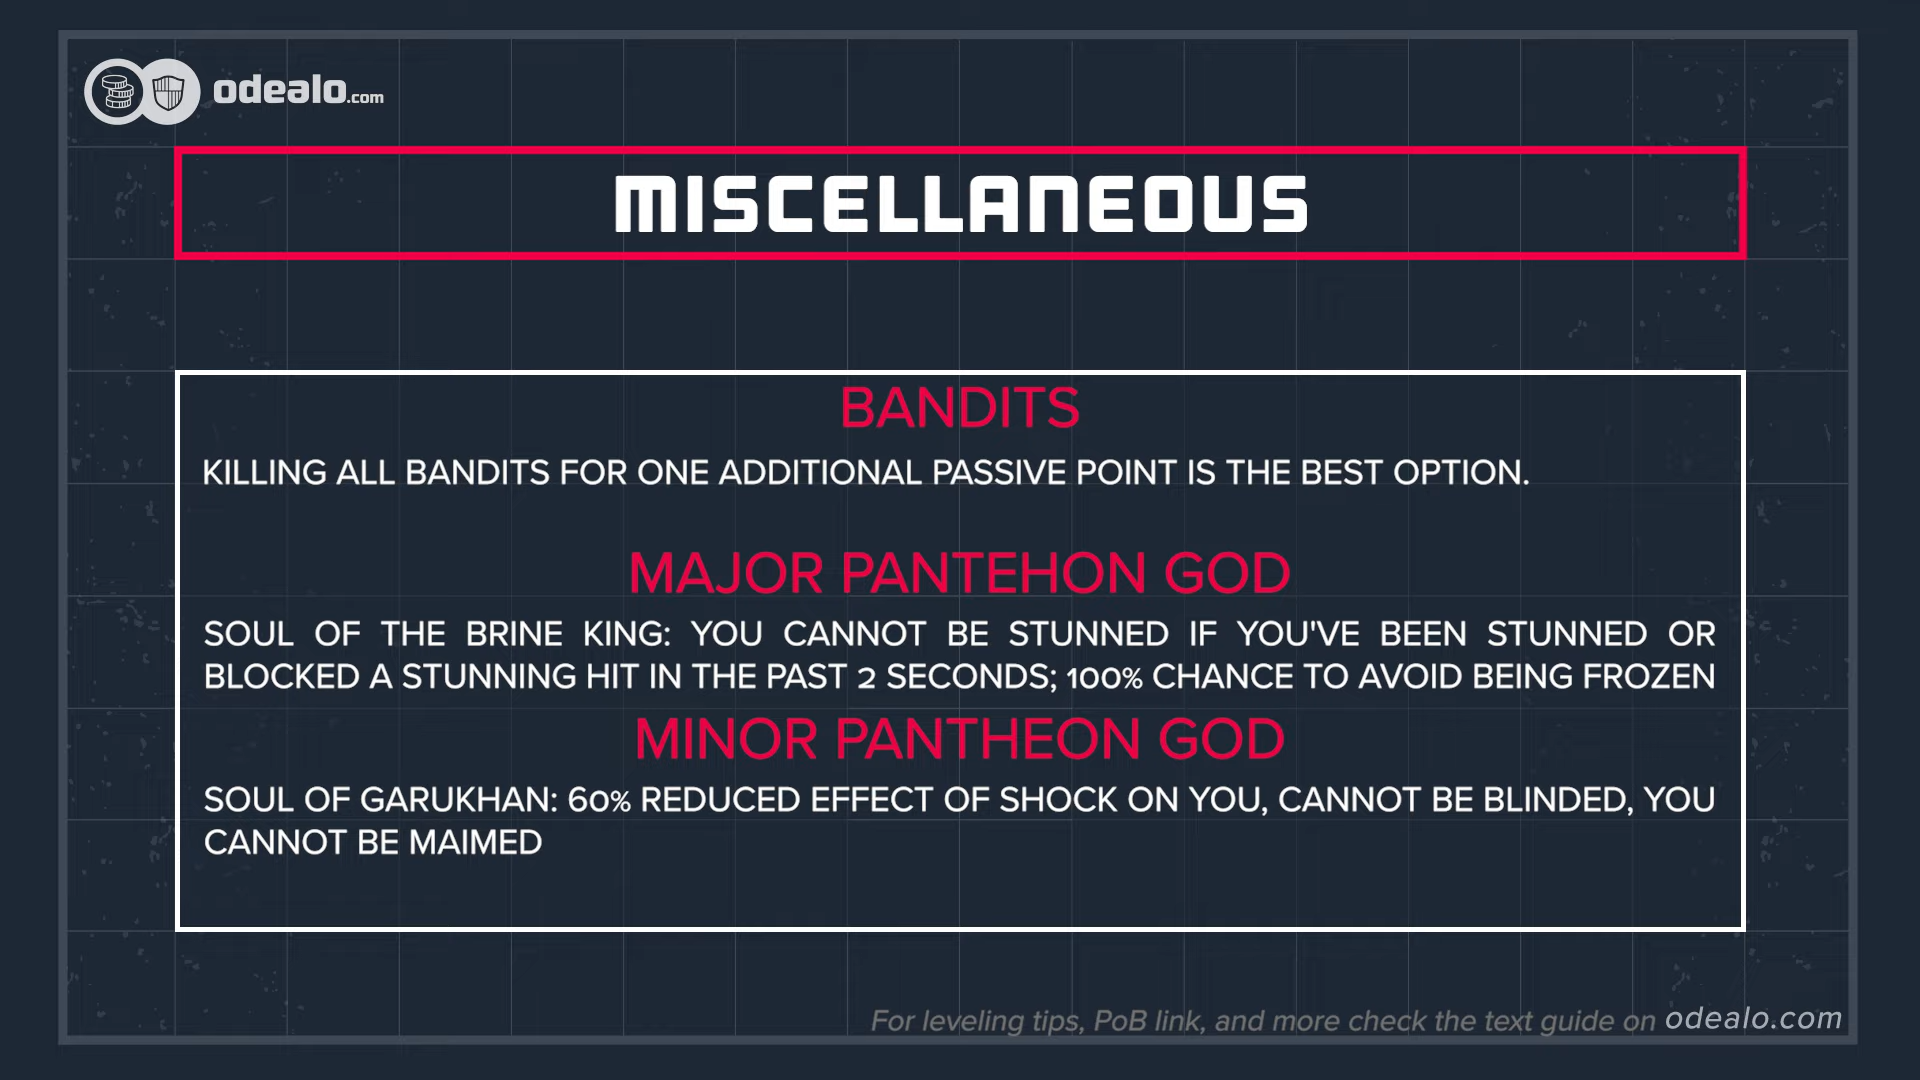 odealo.com
MISCELLANEOUS
BANDITS
KILLING ALL BANDITS FOR ONE ADDITIONAL PASSIVE POINT IS THE BEST OPTION.
MAJOR PANTEHON GOD
SOUL OF THE BRINE KING: YOU CANNOT BE STUNNED IF YOU'VE BEEN STUNNED OR
BLOCKED A STUNNING HIT IN THE PAST 2 SECONDS; 100% CHANCE TO AVOID BEING FROZEN
MINOR PANTHEON GOD
SOUL OF GARUKHAN: 60% REDUCED EFFECT OF SHOCK ON YOU, CANNOT BE BLINDED, YOU
CANNOT BE MAIMED
For leveling tips, PoB link, and more check the text guide on odealo.com